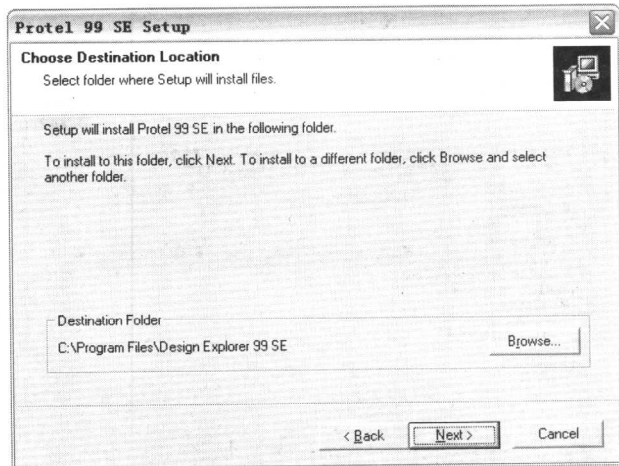 Protel 99 SE Setup
Choose Destination Location
Select folder where Setup will install files.
Setup will install Protel 99 SE in the following folder.
To install to this folder, click Next. To install to a different folder, click Browse and select
another folder.
Destination Folder
C:\Program Files\Design Explorer 99 SE
Browse...
< Back
Next >
Cancel